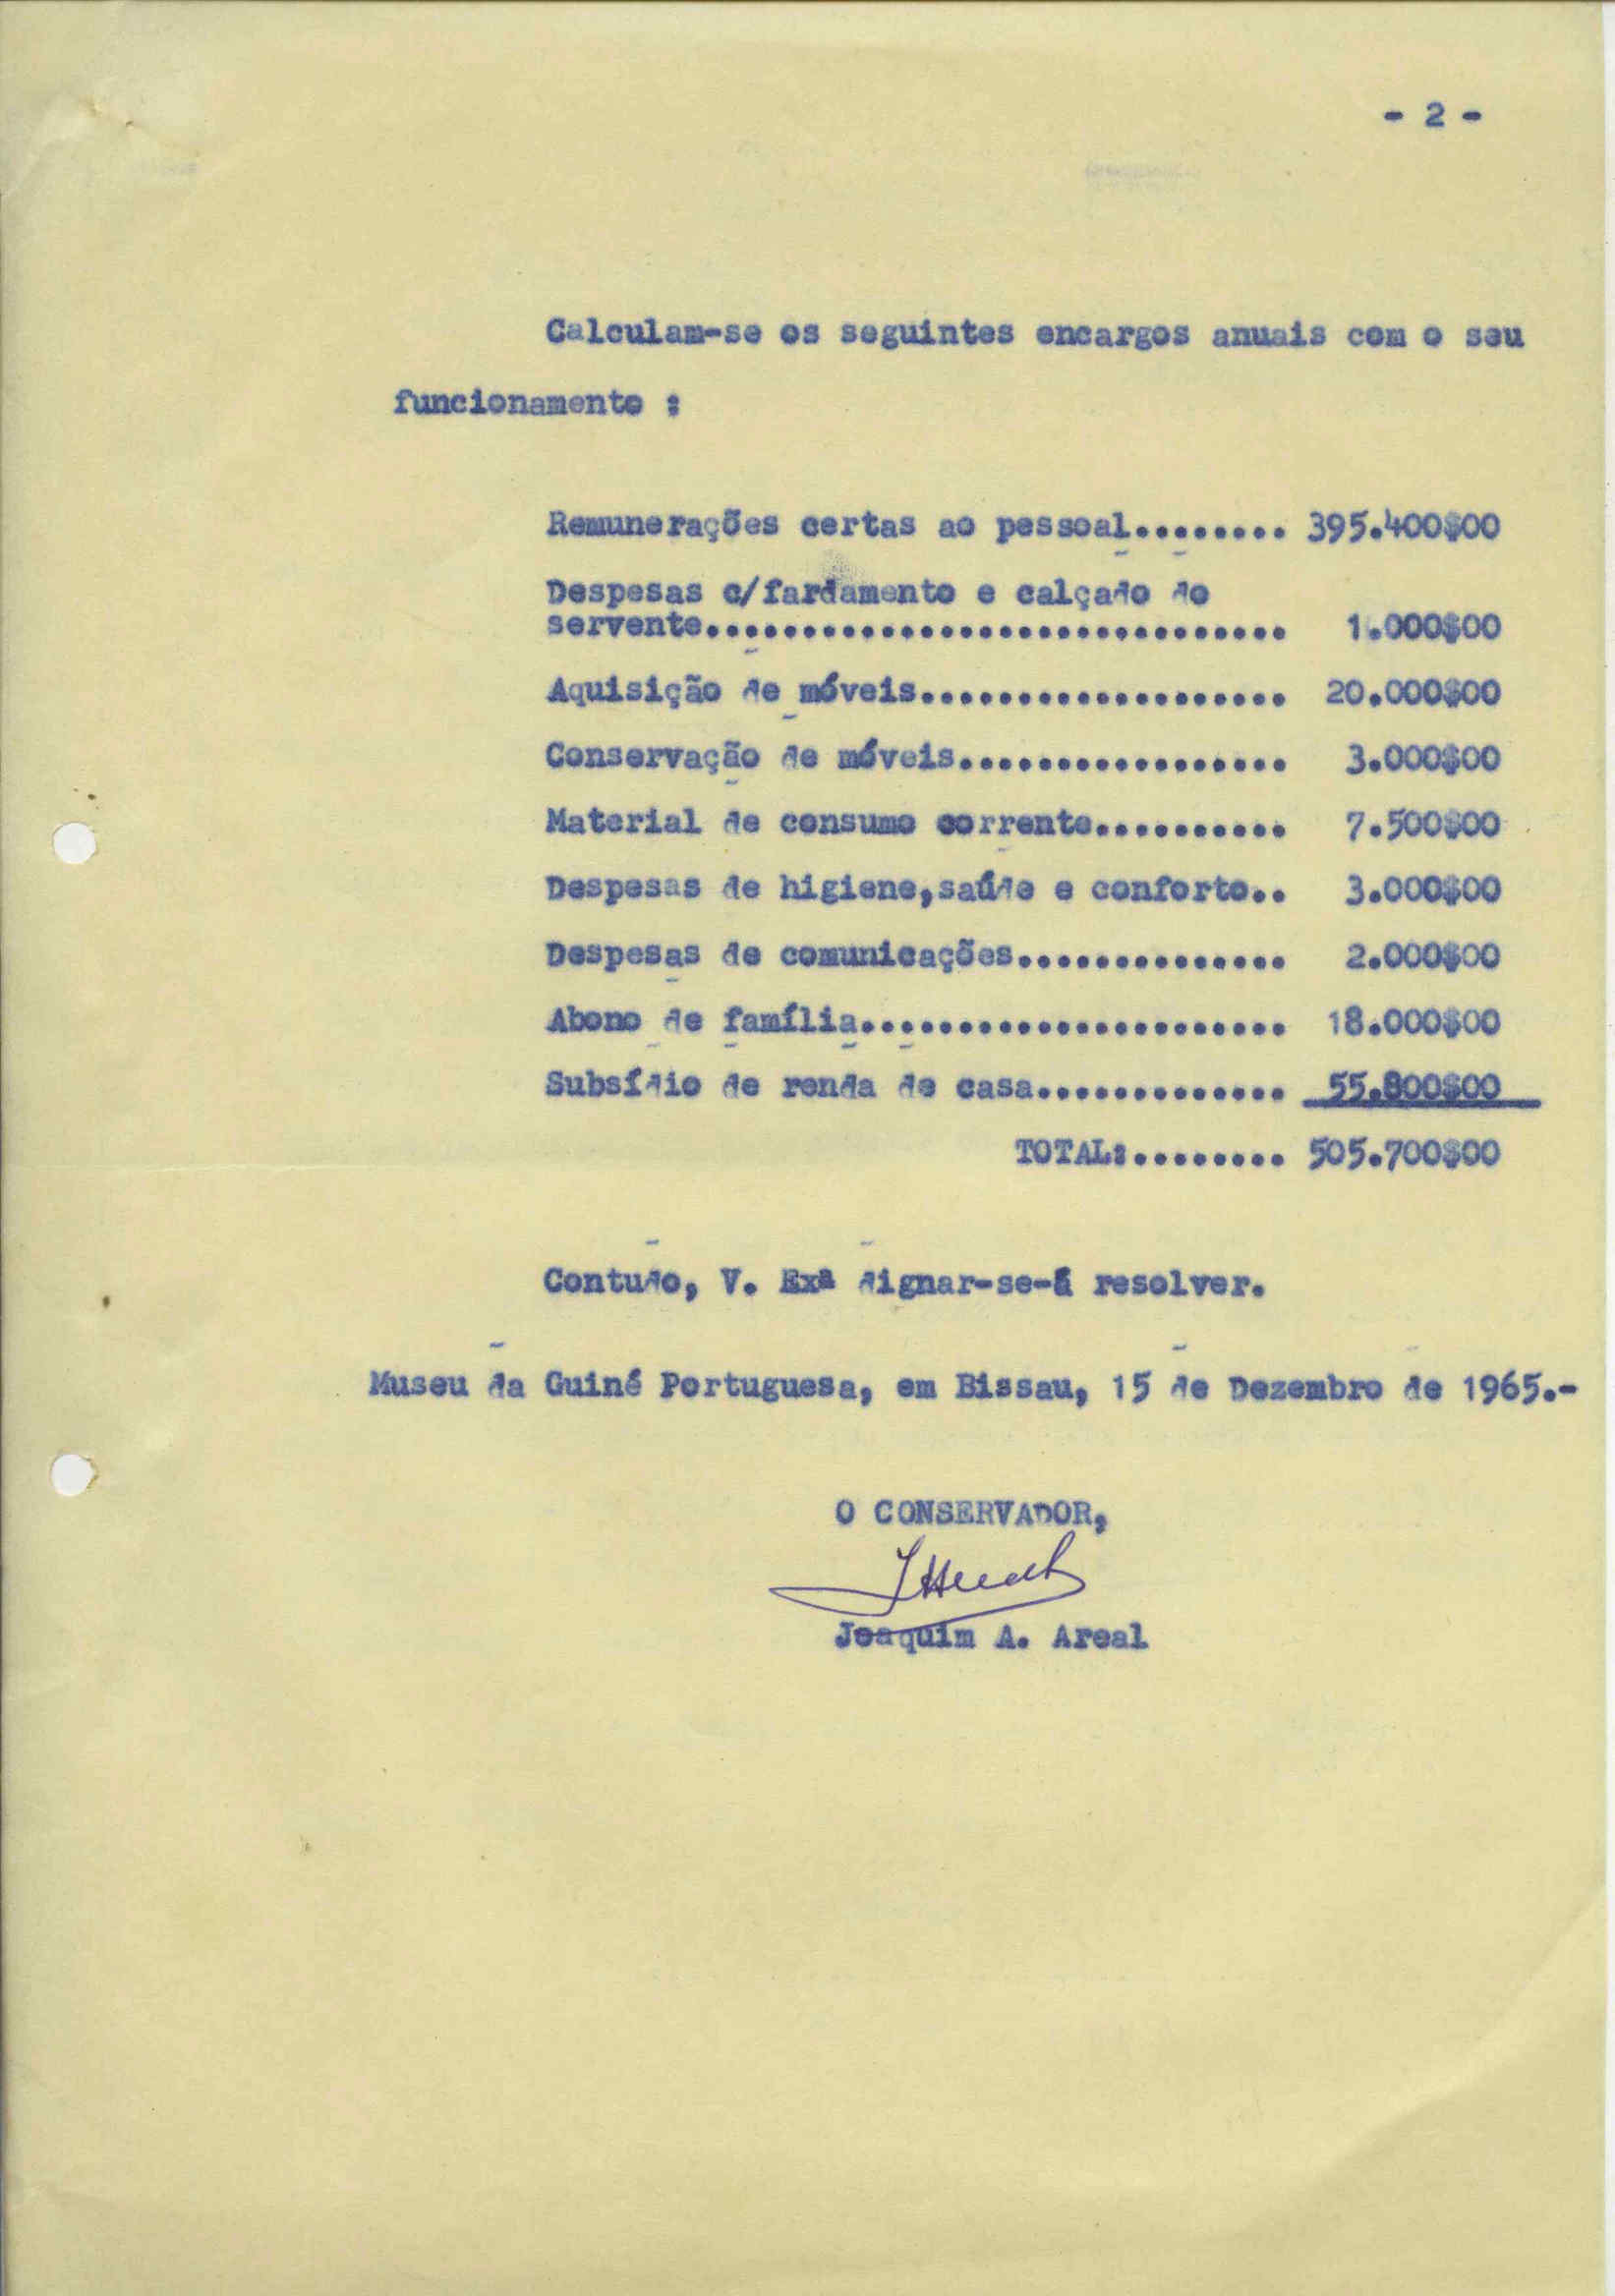 - 2 -
Calculam-se os seguintes encargos anuais com o seu
funcionamento :
Remunerações certas ao pessoal........ 395.400$00
Despesas c/fardamento e calçado do
servente.............................. 1.000$00
Aquisição de móveis................... 20.000$00
Conservação de móveis................. 3.000$00
Material de consumo corrente.......... 7.500$00
Despesas de higiene,saúde e conforto.. 3.000$00
Despesas de comunicações.............. 2.000$00
Abono de família...................... 18.000$00
Subsídio de renda de casa............. 55.800$00
TOTAL:........ 505.700$00
Contudo, V. Exª dignar-se-á resolver.
Museu da Guiné Portuguesa, em Bissau, 15 de Dezembro de 1965.-
O CONSERVADOR,
Joaquim A. Areal